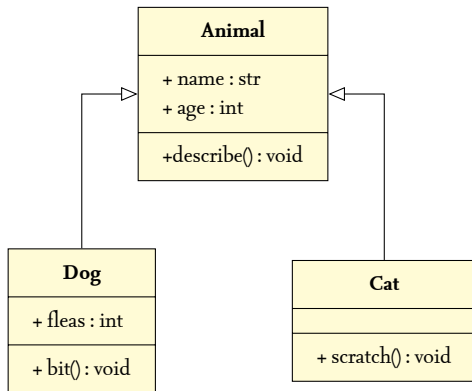 Animal
+ name : str
+ age : int
+describe() : void
Dog
+ fleas : int
+ bit() : void
Cat
+ scratch() : void